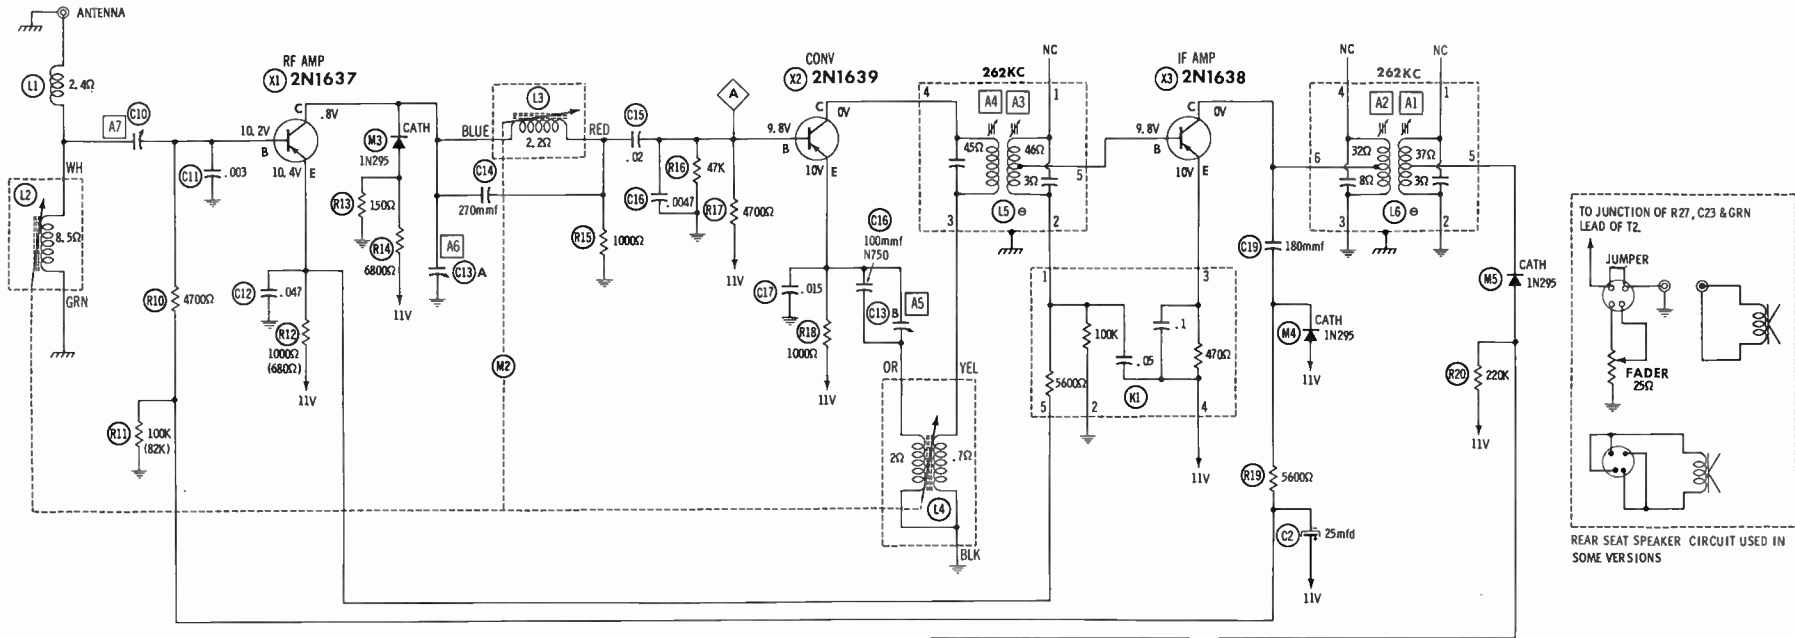 ANTENNA
L1
2.4Ω
A7
C10
WH
L2
8.5Ω
GRN
C11
.003
R10
4700Ω
R11
100K
(82K)
RF AMP
X1 2N1637
C
.8V
10.2V
B
10.4V
E
C12
.047
R12
1000Ω
(680Ω)
11V
M3
CATH
1N295
R13
150Ω
R14
6800Ω
11V
A6
C13 A
L3
BLUE
RED
2.2Ω
C14
270mmf
C15
.02
R15
1000Ω
R16
47K
C16
.0047
R17
4700Ω
11V
A
M2
CONV
X2 2N1639
C
0V
9.8V
B
10V
E
C17
.015
R18
1000Ω
11V
C16
100mmf
N750
C13 B
A5
OR
YEL
2Ω
.7Ω
L4
BLK
262KC
NC
4
A4
A3
1
45Ω
46Ω
3Ω
5
3
L5
2
1
3
100K
.05
.1
470Ω
5600Ω
K1
5
2
4
11V
IF AMP
X3 2N1638
C
0V
9.8V
B
10V
E
C19
180mmf
M4
CATH
1N295
11V
R19
5600Ω
C2
25mfd
11V
NC
NC
262KC
4
A2
A1
1
6
32Ω
37Ω
5
8Ω
3Ω
3
L6
2
M5
CATH
1N295
R20
220K
11V
TO JUNCTION OF R27, C23 & GRN
LEAD OF T2.
JUMPER
FADER
25Ω
REAR SEAT SPEAKER CIRCUIT USED IN
SOME VERSIONS